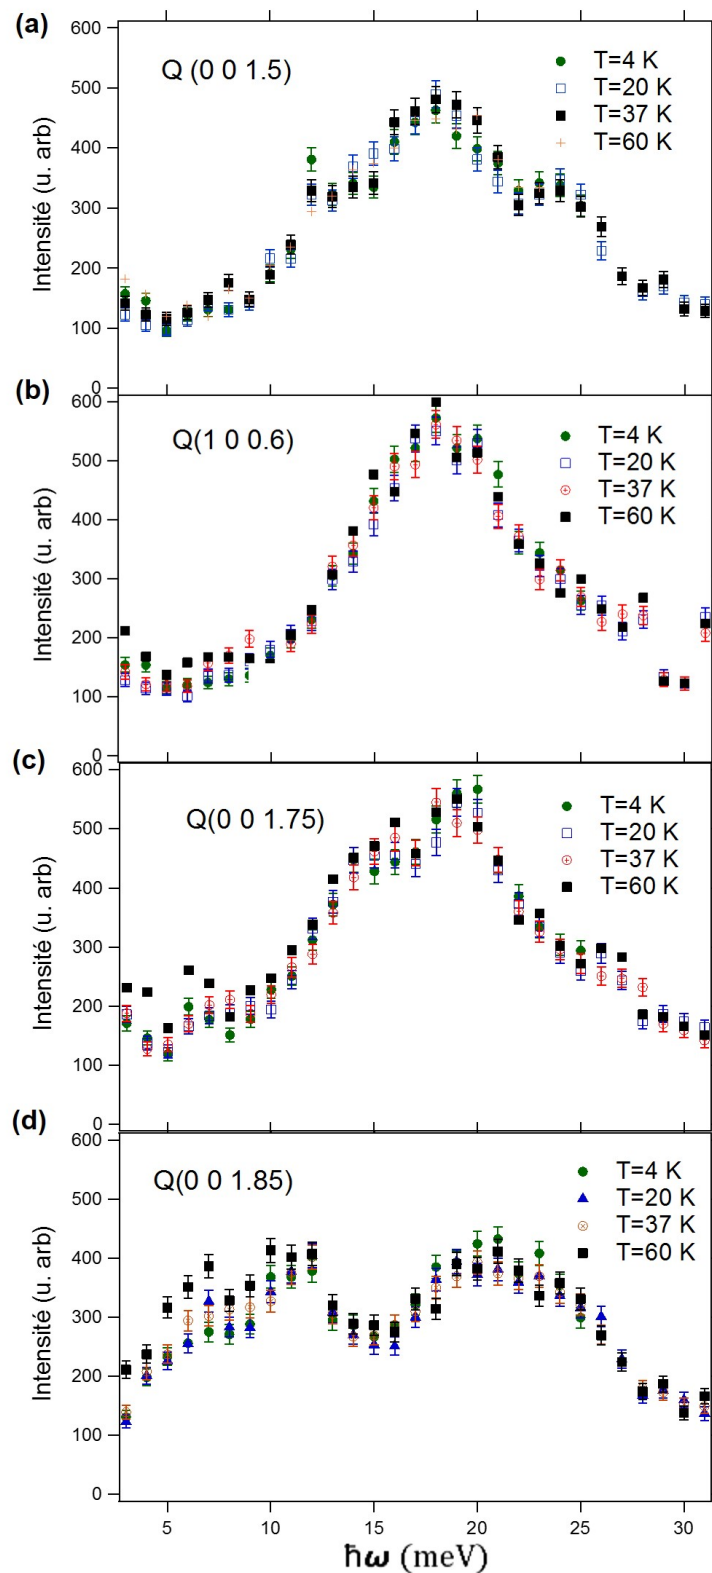 (a)
600
500
400
300
200
100
0
Intensité (u. arb)
Q (0 0 1.5)
T=4 K
T=20 K
T=37 K
T=60 K
(b)
600
500
400
300
200
100
0
Intensité (u. arb)
Q(1 0 0.6)
T=4 K
T=20 K
T=37 K
T=60 K
(c)
600
500
400
300
200
100
0
Intensité (u. arb)
Q(0 0 1.75)
T=4 K
T=20 K
T=37 K
T=60 K
(d)
600
500
400
300
200
100
0
Intensité (u. arb)
Q(0 0 1.85)
T=4 K
T=20 K
T=37 K
T=60 K
5 10 15 20 25 30
ħω (meV)